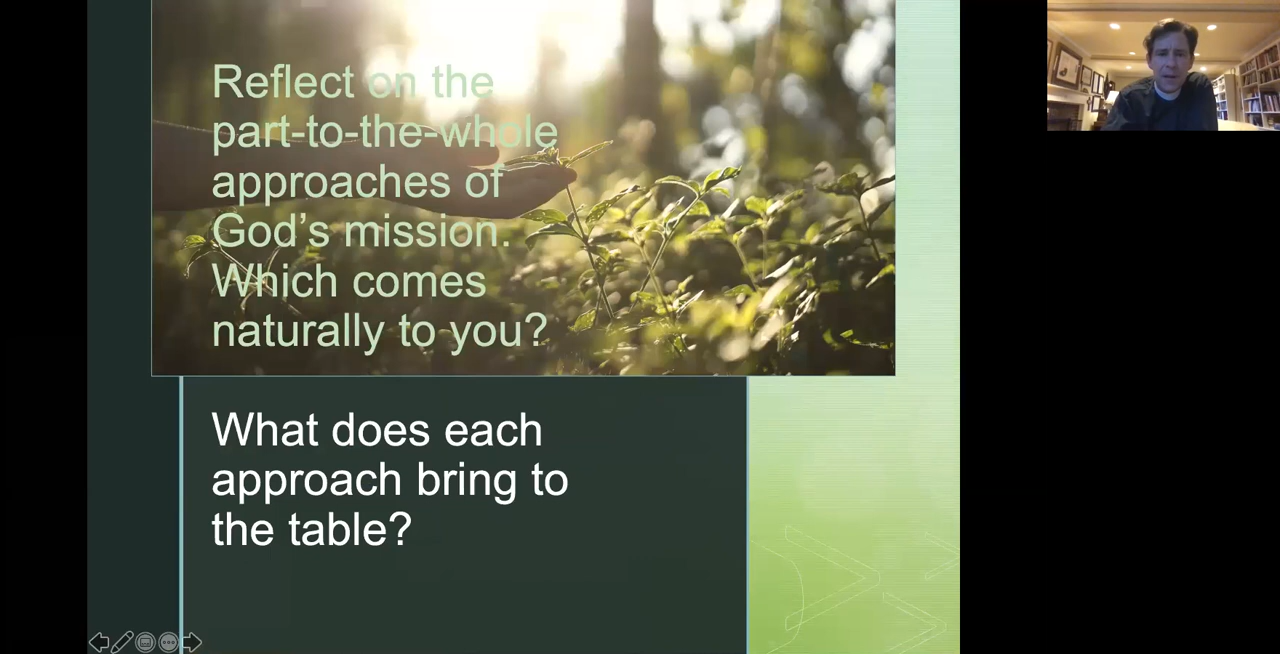 Reflect on the
part-to-the-whole
approaches of
God’s mission.
Which comes
naturally to you?
What does each
approach bring to
the table?